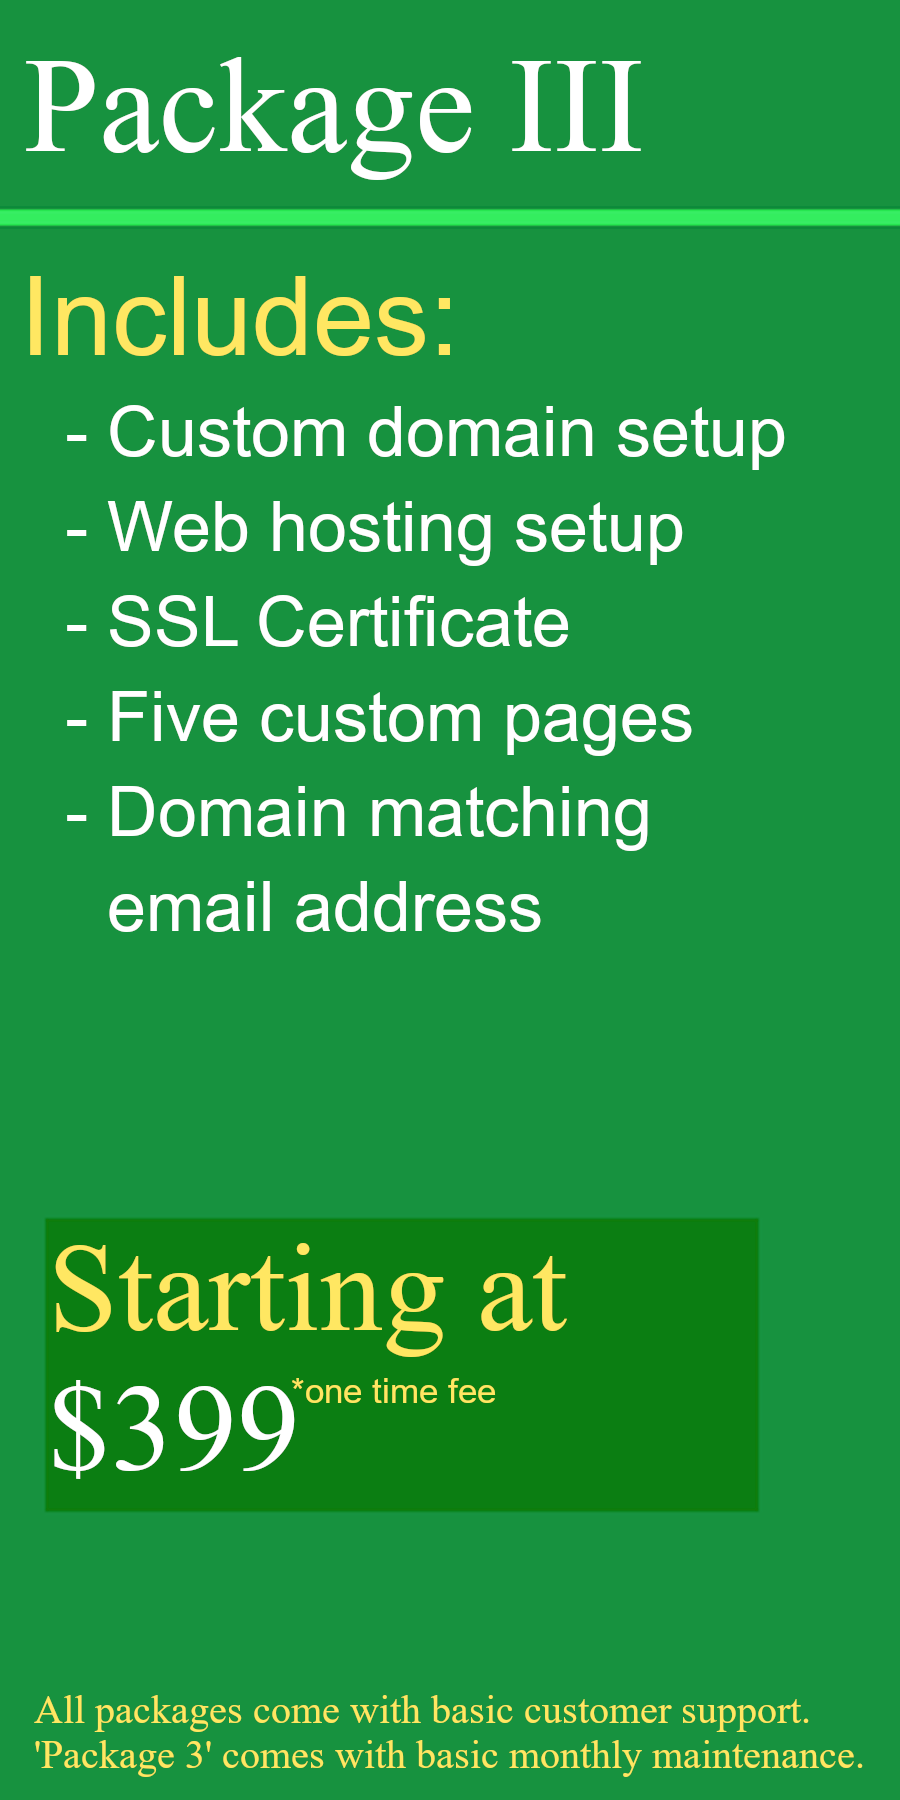 Package III
Includes:
- Custom domain setup
- Web hosting setup
- SSL Certificate
- Five custom pages
- Domain matching
email address
Starting at
$399*one time fee
All packages come with basic customer support.
'Package 3' comes with basic monthly maintenance.